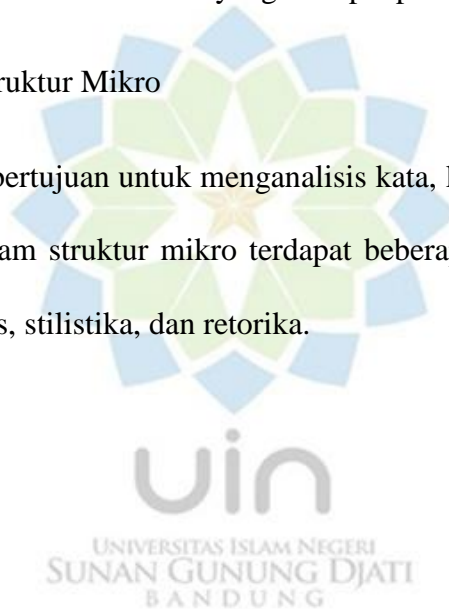 ruktur Mikro
bertujuan untuk menganalisis kata,
am struktur mikro terdapat
s, stilistika, dan retorika.
uin
UNIVERSITAS ISLAM NEGERI
SUNAN GUNUNG DJATI
BANDUNG